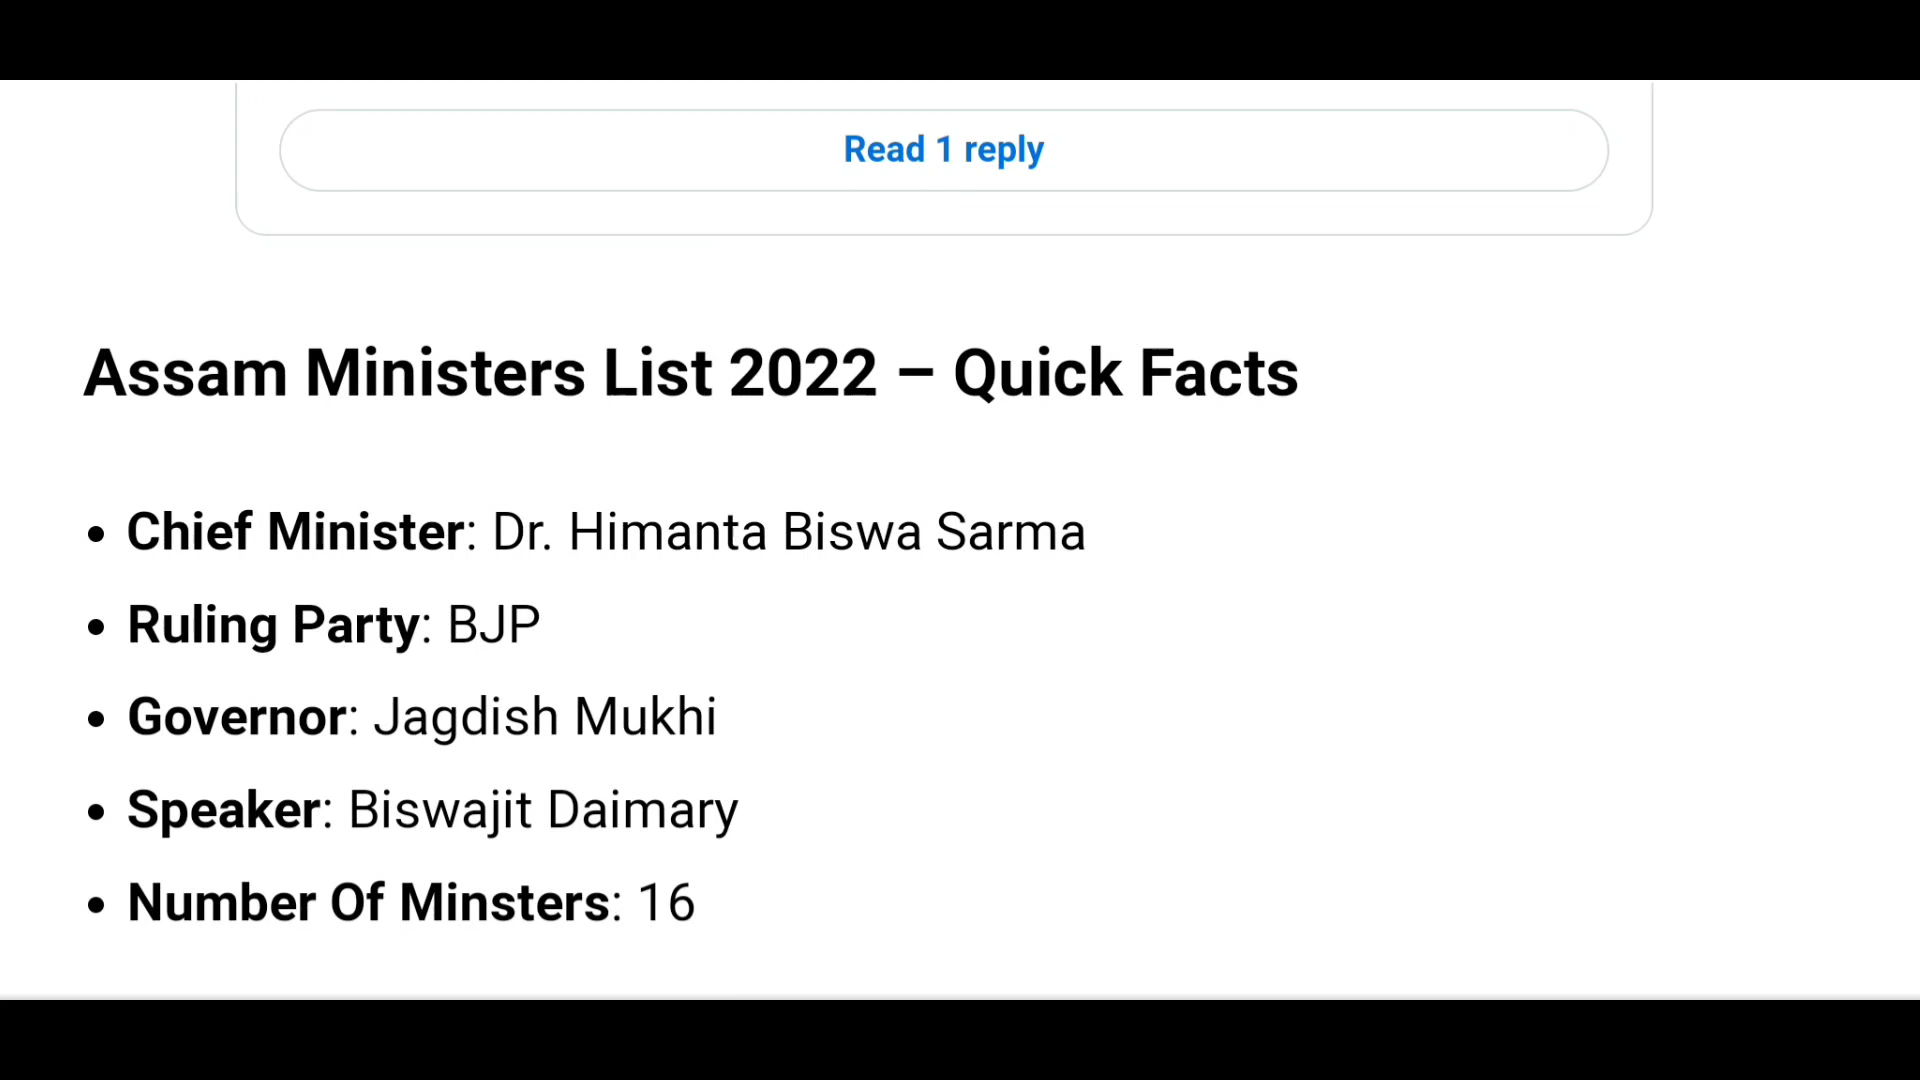 Read 1 reply
Assam Ministers List 2022 – Quick Facts
• Chief Minister: Dr. Himanta Biswa Sarma
• Ruling Party: BJP
• Governor: Jagdish Mukhi
• Speaker: Biswajit Daimary
• Number Of Minsters: 16